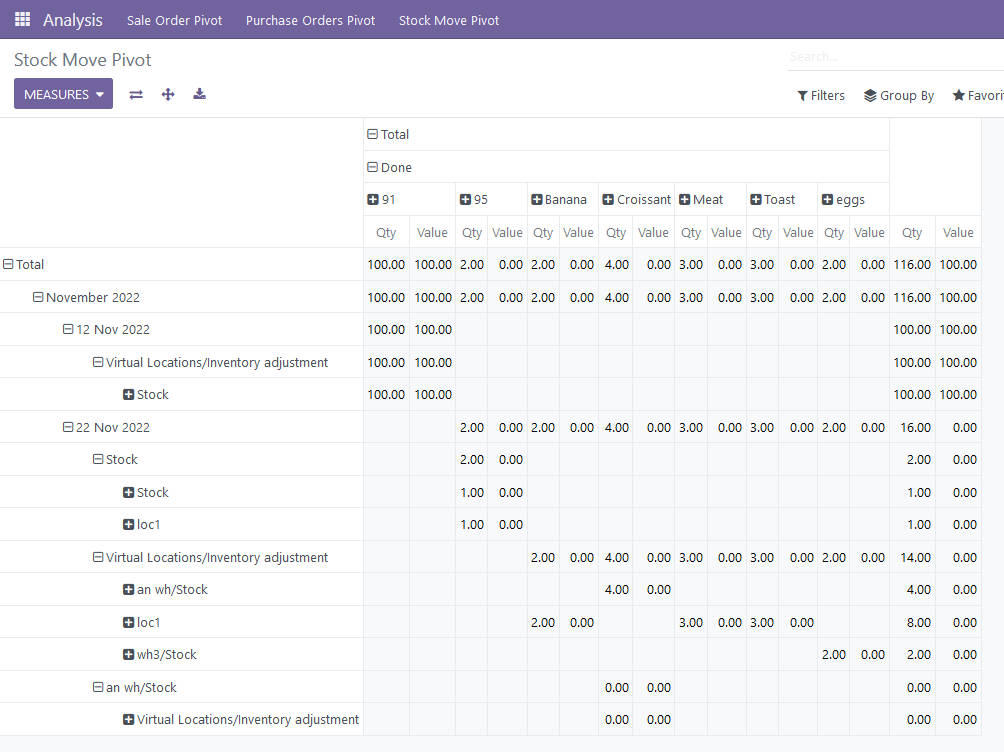 Analysis Sale Order Pivot Purchase Orders Pivot Stock Move Pivot
Stock Move Pivot Search...
MEASURES Filters Group By Favori
Total
Done
91 95 Banana Croissant Meat Toast eggs
Qty Value Qty Value Qty Value Qty Value Qty Value Qty Value Qty Value Qty Value
Total 100.00 100.00 2.00 0.00 2.00 0.00 4.00 0.00 3.00 0.00 3.00 0.00 2.00 0.00 116.00 100.00
November 2022 100.00 100.00 2.00 0.00 2.00 0.00 4.00 0.00 3.00 0.00 3.00 0.00 2.00 0.00 116.00 100.00
12 Nov 2022 100.00 100.00 100.00 100.00
Virtual Locations/Inventory adjustment 100.00 100.00 100.00 100.00
Stock 100.00 100.00 100.00 100.00
22 Nov 2022 2.00 0.00 2.00 0.00 4.00 0.00 3.00 0.00 3.00 0.00 2.00 0.00 16.00 0.00
Stock 2.00 0.00 2.00 0.00
Stock 1.00 0.00 1.00 0.00
loc1 1.00 0.00 1.00 0.00
Virtual Locations/Inventory adjustment 2.00 0.00 4.00 0.00 3.00 0.00 3.00 0.00 2.00 0.00 14.00 0.00
an wh/Stock 4.00 0.00 4.00 0.00
loc1 2.00 0.00 3.00 0.00 3.00 0.00 8.00 0.00
wh3/Stock 2.00 0.00 2.00 0.00
an wh/Stock 0.00 0.00 0.00 0.00
Virtual Locations/Inventory adjustment 0.00 0.00 0.00 0.00